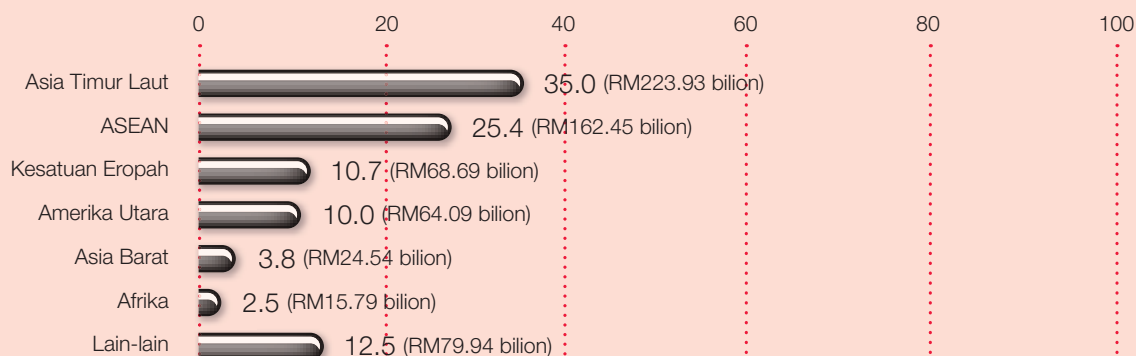 0 20 40 60 80 100
Asia Timur Laut 35.0 (RM223.93 bilion)
ASEAN 25.4 (RM162.45 bilion)
Kesatuan Eropah 10.7 (RM68.69 bilion)
Amerika Utara 10.0 (RM64.09 bilion)
Asia Barat 3.8 (RM24.54 bilion)
Afrika 2.5 (RM15.79 bilion)
Lain-lain 12.5 (RM79.94 bilion)